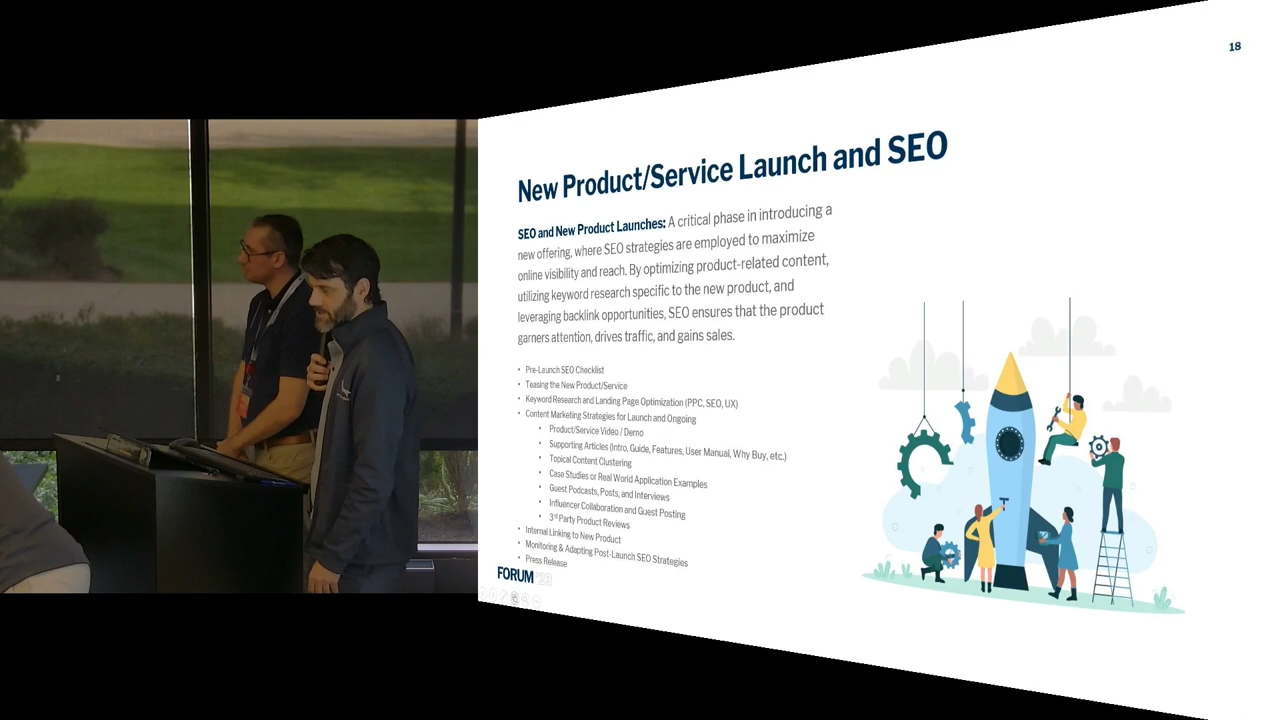 18
New Product/Service Launch and SEO
SEO and New Product Launches: A critical phase in introducing a
new offering, where SEO strategies are employed to maximize
online visibility and reach. By optimizing product-related content,
utilizing keyword research specific to the new product, and
leveraging backlink opportunities, SEO ensures that the product
garners attention, drives traffic, and gains sales.
• Pre-Launch SEO Checklist
• Teasing the New Product/Service
• Keyword Research and Landing Page Optimization (PPC, SEO, UX)
• Content Marketing Strategies for Launch and Ongoing
• Product/Service Video / Demo
• Supporting Articles (Intro, Guide, Features, User Manual, Why Buy, etc.)
• Topical Content Clustering
• Case Studies or Real World Application Examples
• Guest Podcasts, Posts, and Interviews
• Influencer Collaboration and Guest Posting
• 3rd Party Product Reviews
• Internal Linking to New Product
• Monitoring & Adapting Post-Launch SEO Strategies
• Press Release
FORUM '23